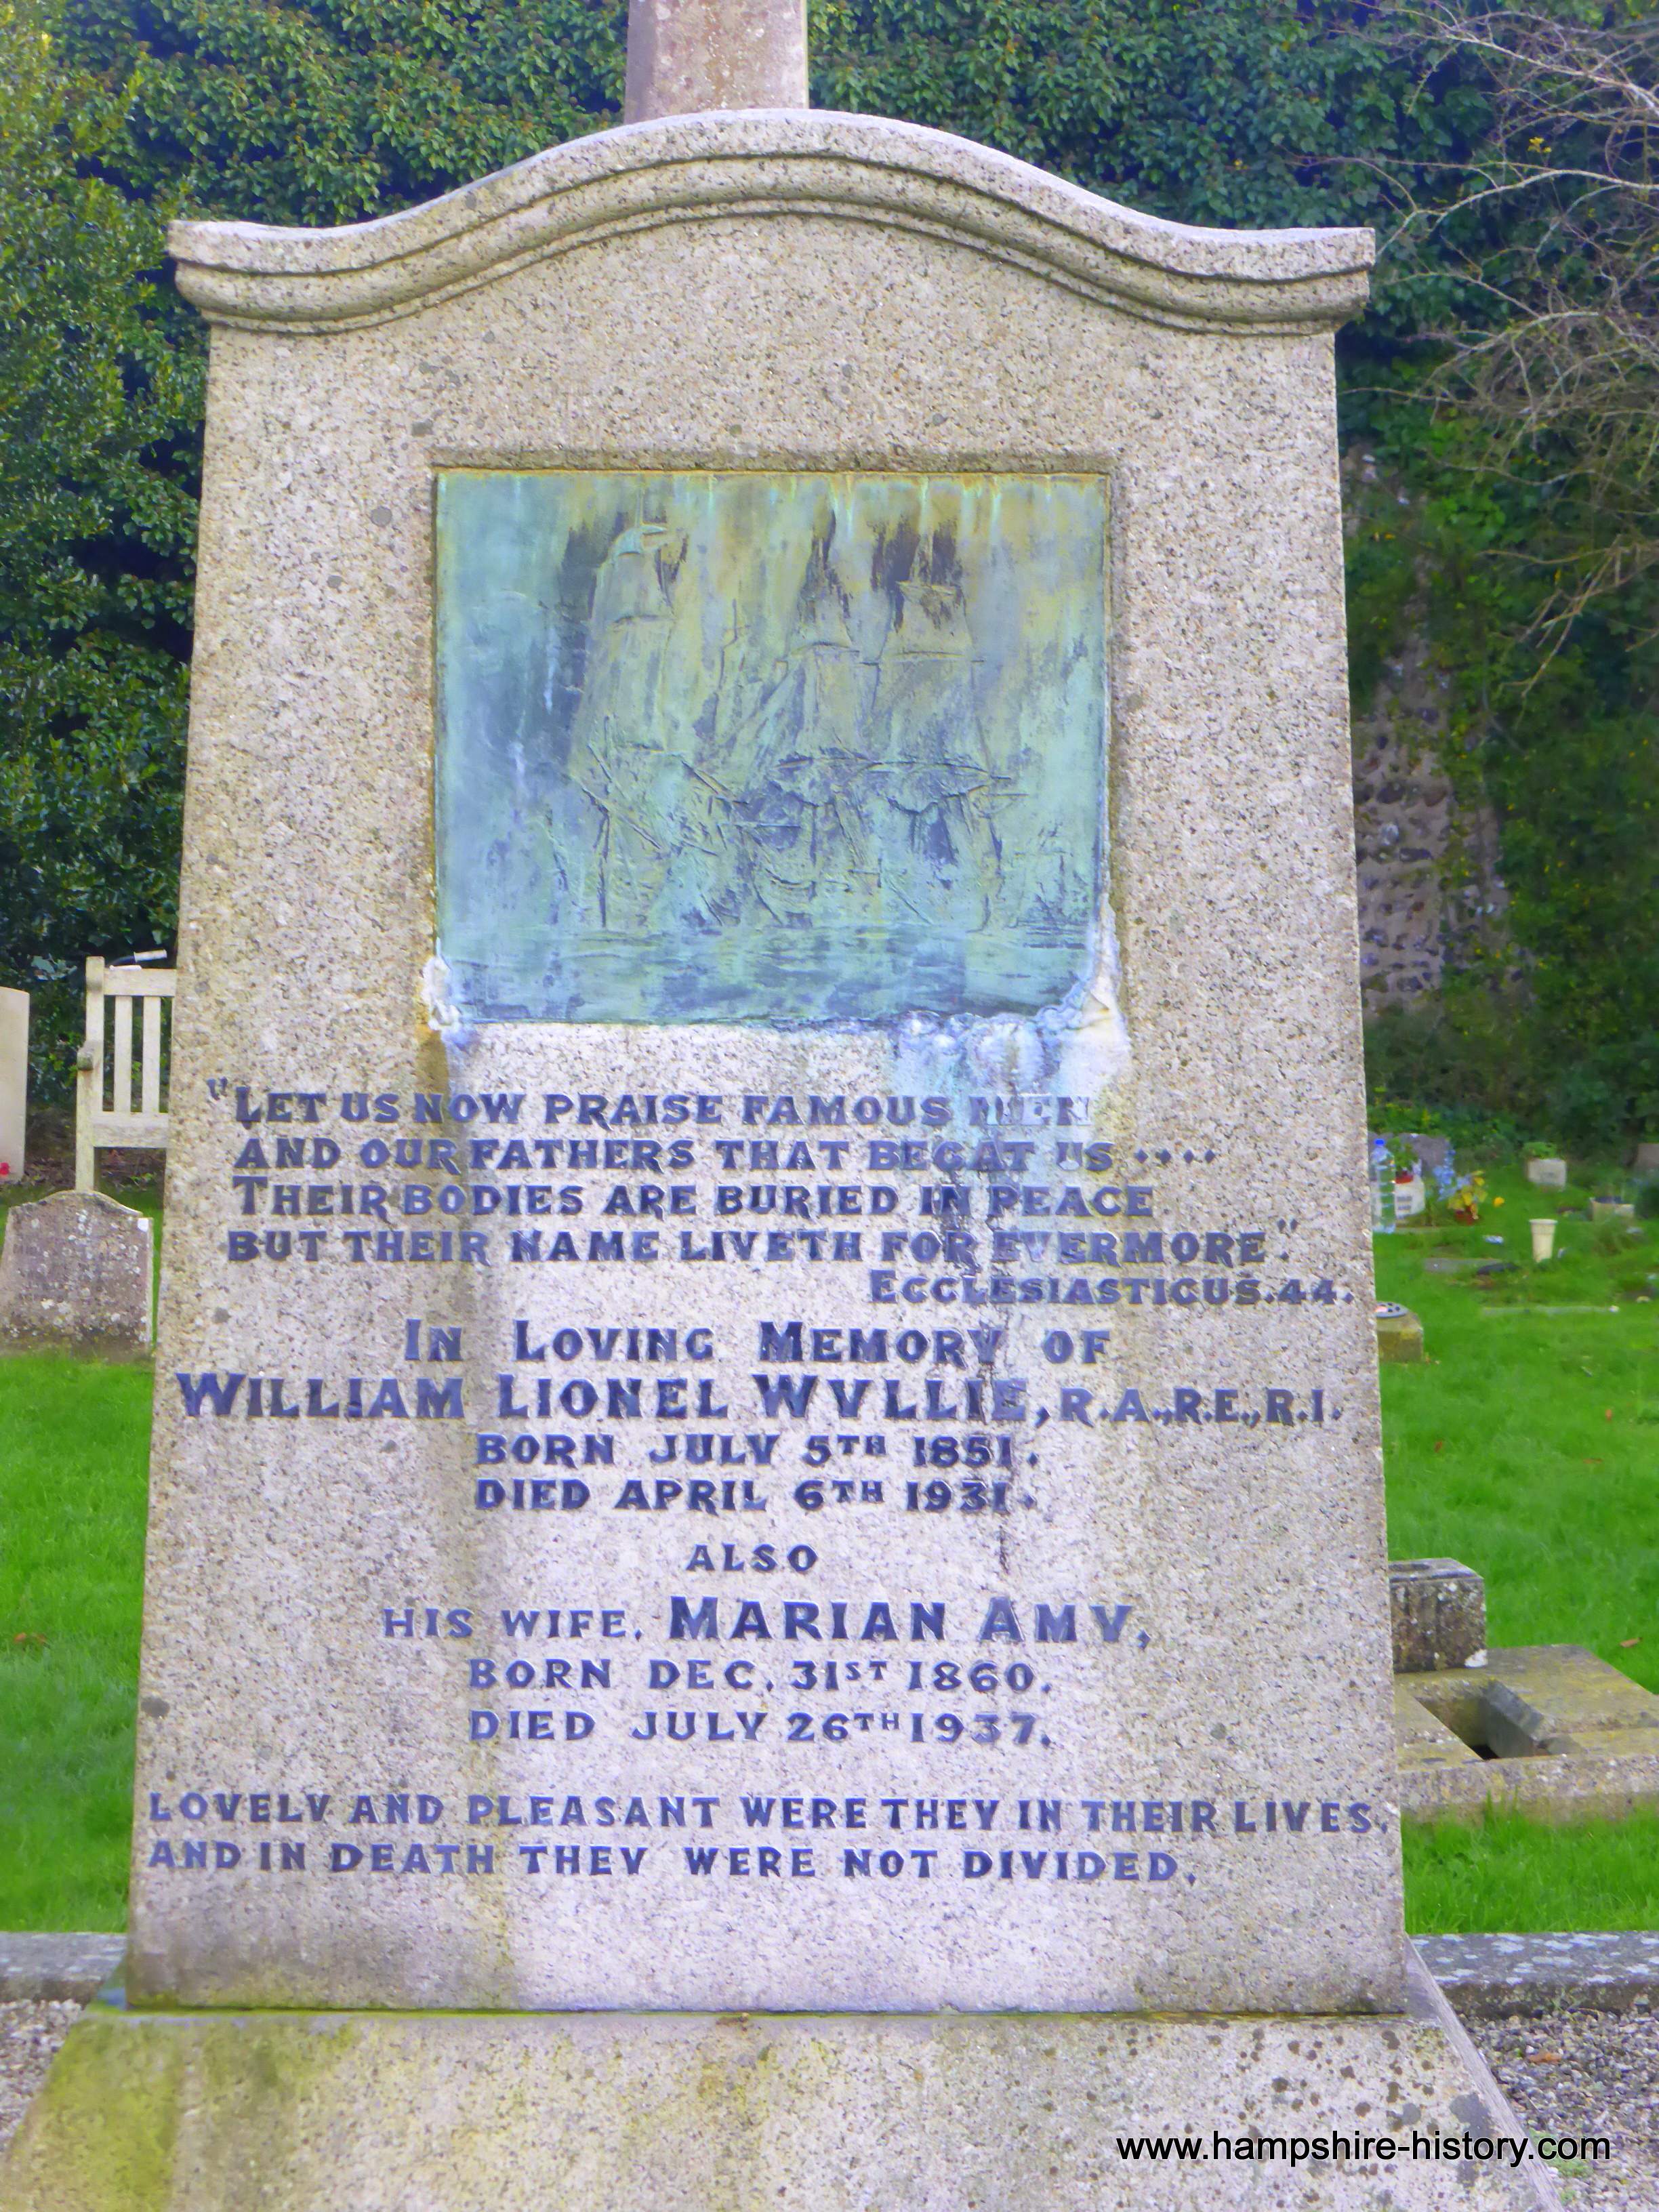 "LET US NOW PRAISE FAMOUS MEN
AND OUR FATHERS THAT BEGAT US ····
THEIR BODIES ARE BURIED IN PEACE
BUT THEIR NAME LIVETH FOR EVERMORE."
ECCLESIASTICUS.44.
IN LOVING MEMORY OF
WILLIAM LIONEL WYLLIE, R.A., R.E., R.I.
BORN JULY 5TH 1851.
DIED APRIL 6TH 1931.
ALSO
HIS WIFE, MARIAN AMY,
BORN DEC. 31ST 1860.
DIED JULY 26TH 1937.
LOVELY AND PLEASANT WERE THEY IN THEIR LIVES,
AND IN DEATH THEY WERE NOT DIVIDED,
www.hampshire-history.com